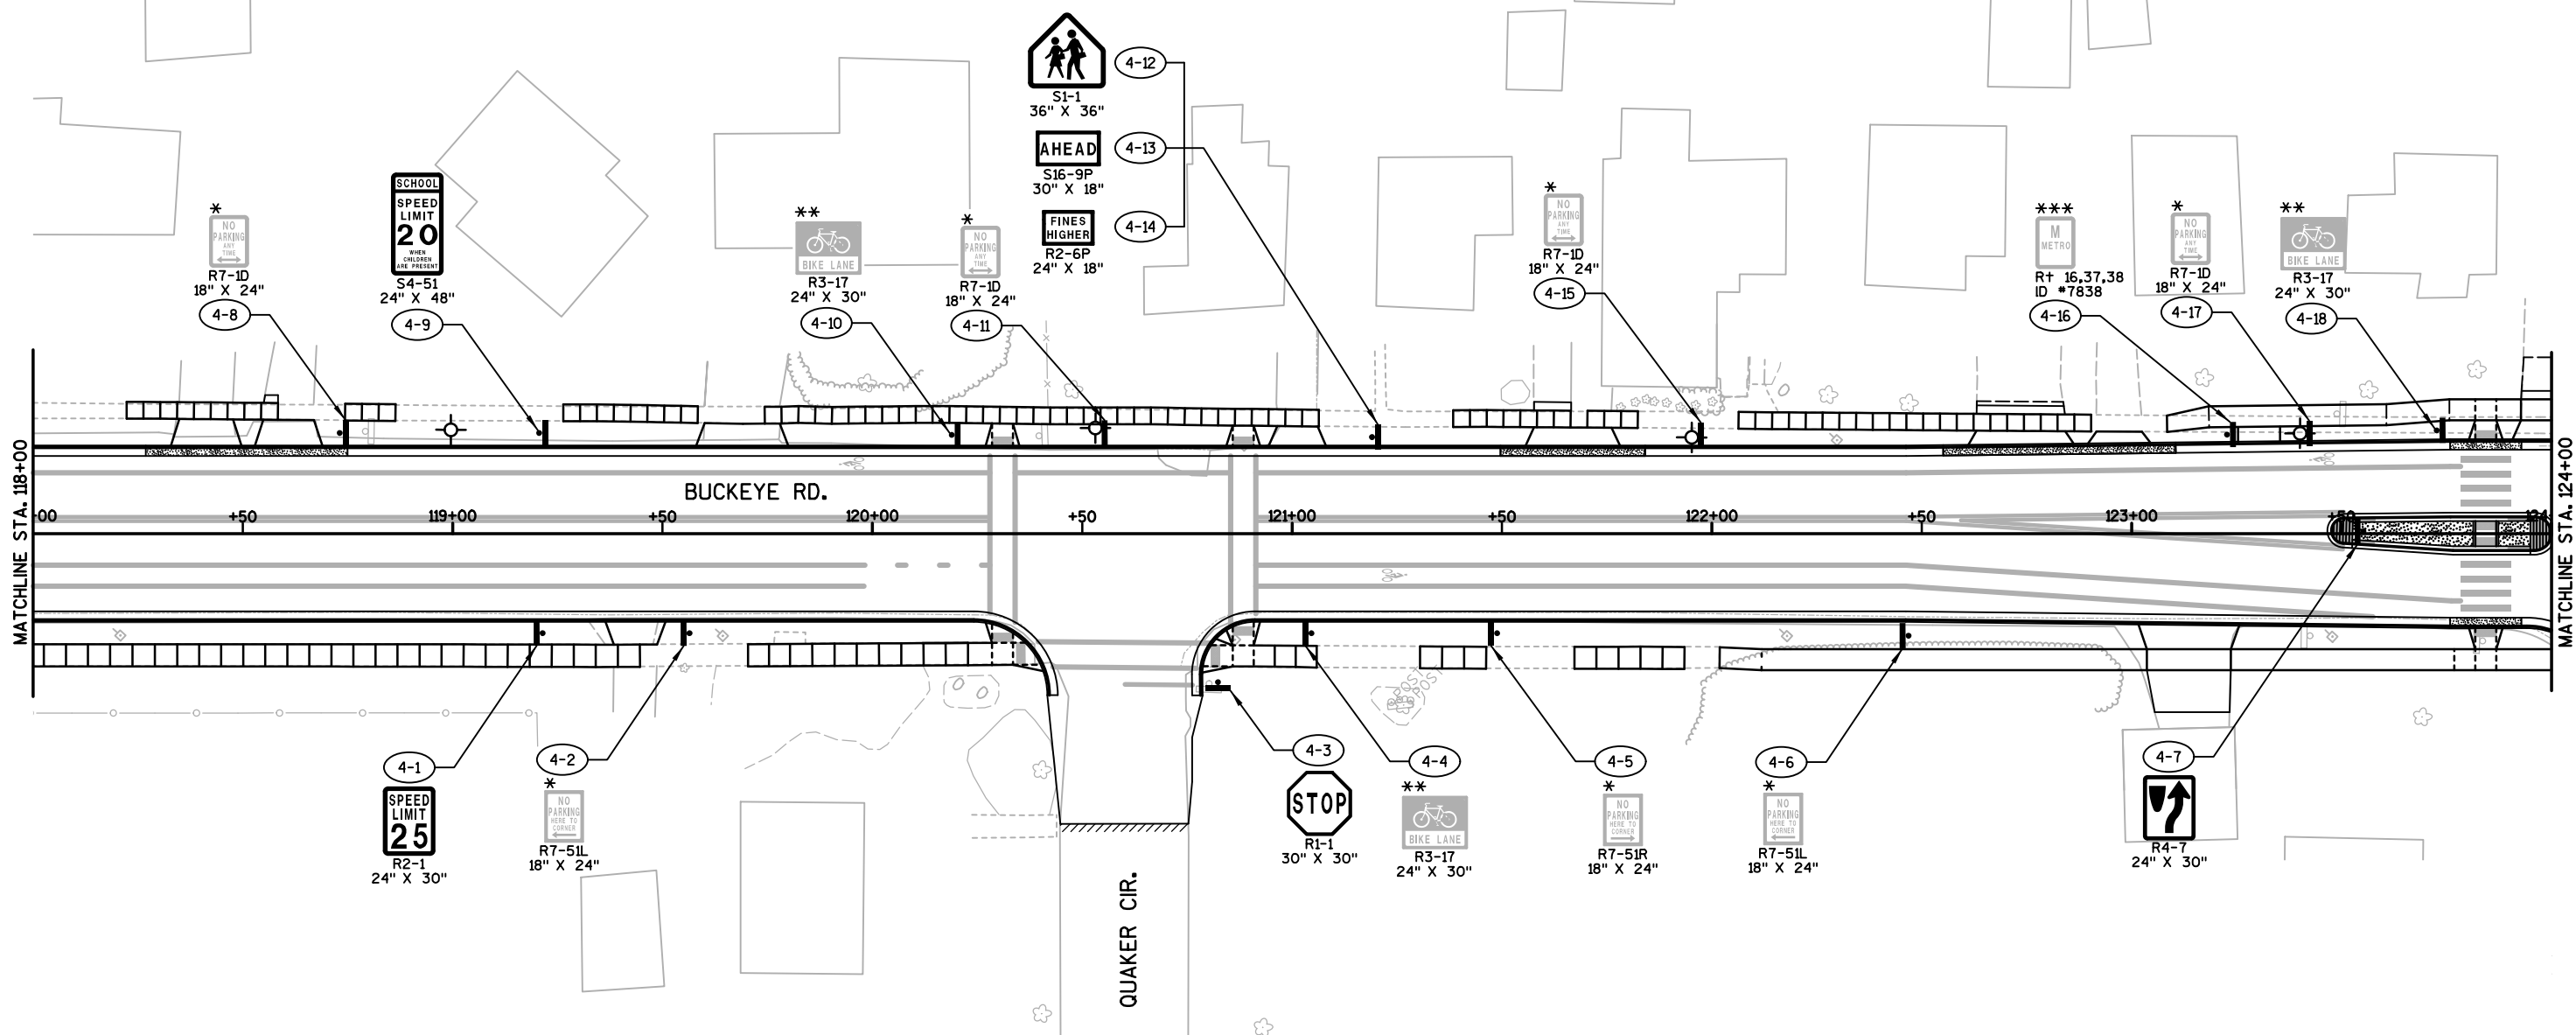 4-12
S1-1
36" X 36"
AHEAD
4-13
S16-9P
30" X 18"
FINES
HIGHER
4-14
R2-6P
24" X 18"
*
NO
PARKING
ANY
TIME
R7-1D
18" X 24"
4-8
SCHOOL
SPEED
LIMIT
20
WHEN
CHILDREN
ARE PRESENT
S4-51
24" X 48"
4-9
**
BIKE LANE
R3-17
24" X 30"
4-10
*
NO
PARKING
ANY
TIME
R7-1D
18" X 24"
4-11
*
NO
PARKING
ANY
TIME
R7-1D
18" X 24"
4-15
***
M
METRO
R† 16,37,38
ID #7838
4-16
*
NO
PARKING
ANY
TIME
R7-1D
18" X 24"
4-17
**
BIKE LANE
R3-17
24" X 30"
4-18
MATCHLINE STA. 118+00
BUCKEYE RD.
+00
+50
119+00
+50
120+00
+50
121+00
+50
122+00
+50
123+00
+50
124
MATCHLINE STA. 124+00
POST
POST
4-1
SPEED
LIMIT
25
R2-1
24" X 30"
4-2
*
NO
PARKING
HERE TO
CORNER
R7-51L
18" X 24"
QUAKER CIR.
4-3
STOP
R1-1
30" X 30"
4-4
**
BIKE LANE
R3-17
24" X 30"
4-5
*
NO
PARKING
HERE TO
CORNER
R7-51R
18" X 24"
4-6
*
NO
PARKING
HERE TO
CORNER
R7-51L
18" X 24"
4-7
R4-7
24" X 30"